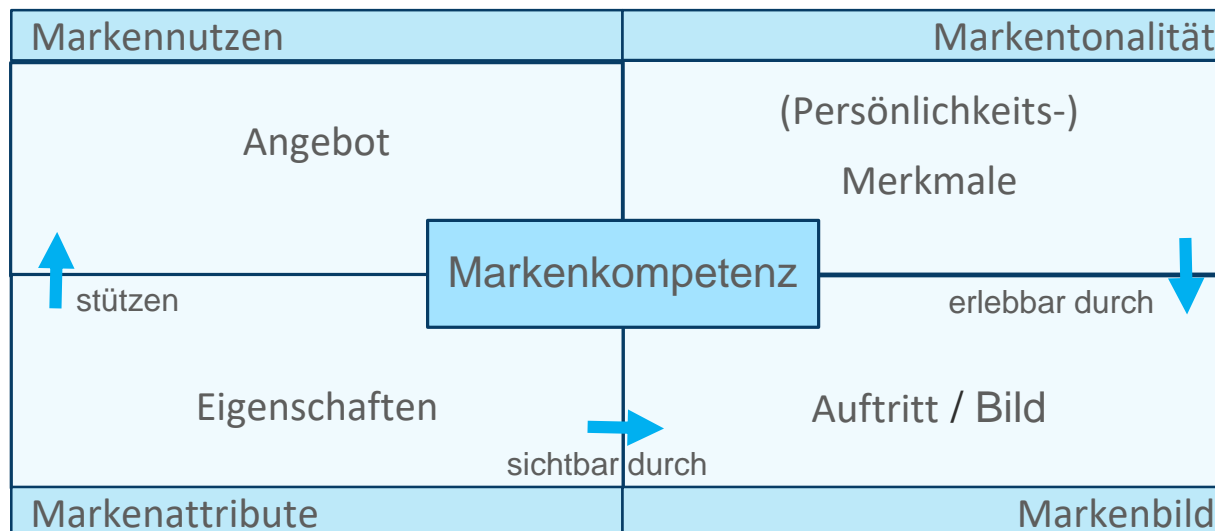 Markennutzen
Markentonalität
Angebot
(Persönlichkeits-)
Merkmale
Markenkompetenz
stützen
erlebbar durch
Eigenschaften
Auftritt / Bild
sichtbar durch
Markenattribute
Markenbild